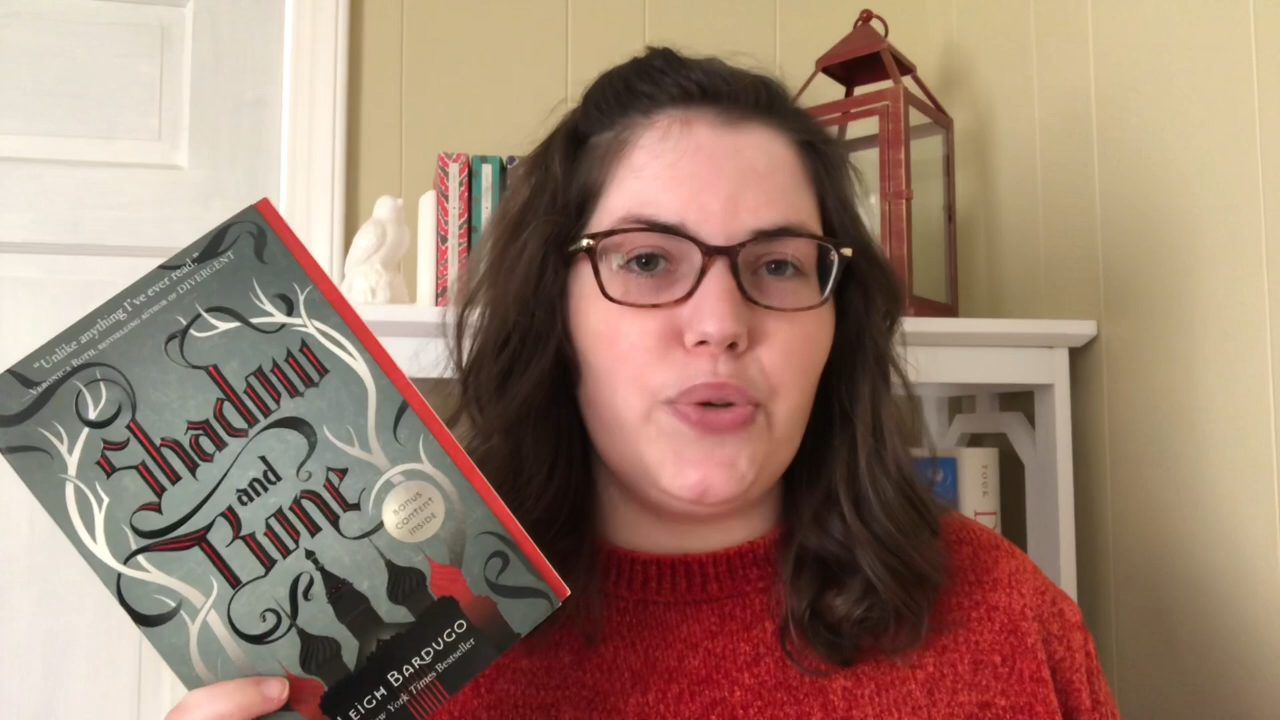 "Unlike anything I've ever read."
VERONICA ROTH, BESTSELLING AUTHOR OF DIVERGENT
Shadow
and
Bone
BONUS
CONTENT
INSIDE
LEIGH BARDUGO
York Times Bestseller